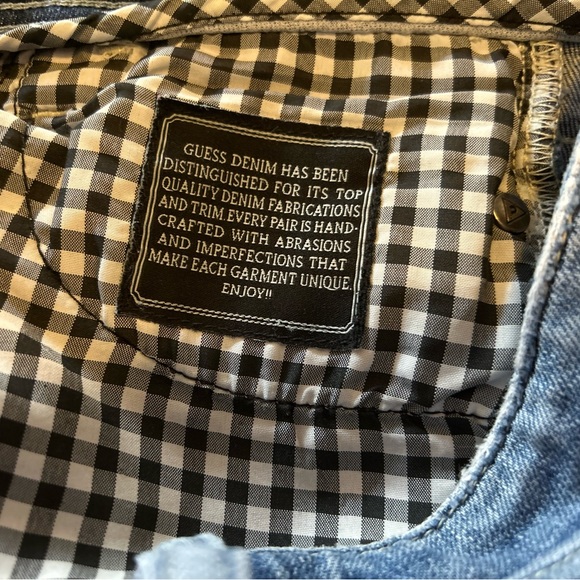 GUESS DENIM HAS BEEN
DISTINGUISHED FOR ITS TOP
QUALITY DENIM FABRICATIONS
AND TRIM. EVERY PAIR IS HAND-
CRAFTED WITH ABRASIONS
AND IMPERFECTIONS THAT
MAKE EACH GARMENT UNIQUE.
ENJOY!!